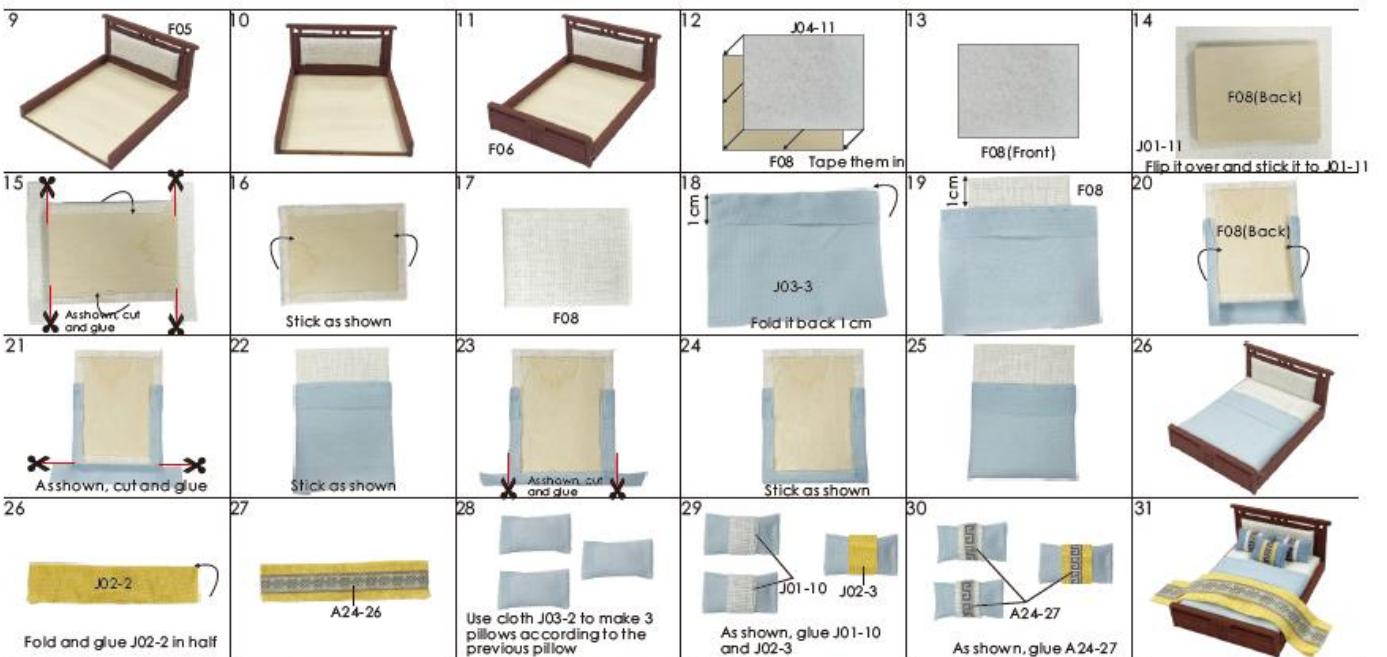 9
F05
10
11
F06
12
J04-11
F08 Tape them in
13
F08(Front)
14
F08(Back)
J01-11
Flip it over and stick it to J01-11
15
As shown, cut
and glue
16
Stick as shown
17
F08
18
1cm
J03-3
Fold it back 1 cm
19
1cm
F08
20
F08(Back)
21
As shown, cut and glue
22
Stick as shown
23
As shown, cut
and glue
24
Stick as shown
25
26
26
J02-2
Fold and glue J02-2 in half
27
A24-26
28
Use cloth J03-2 to make 3
pillows according to the
previous pillow
29
J01-10
J02-3
As shown, glue J01-10
and J02-3
30
A24-27
As shown, glue A24-27
31